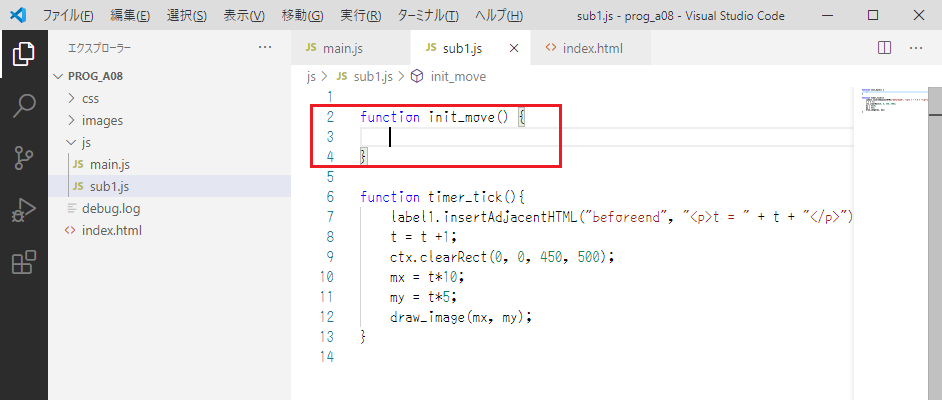 ファイル(F) 編集(E) 選択(S) 表示(V) 移動(G) 実行(R) ターミナル(T) ヘルプ(H) sub1.js - prog_a08 - Visual Studio Code
エクスプローラー
PROG_A08
css
images
js
JS main.js
JS sub1.js
debug.log
index.html
JS main.js JS sub1.js index.html
js > JS sub1.js > init_move
1
2 function init_move() {
3
4 }
5
6 function timer_tick(){
7 label1.insertAdjacentHTML("beforeend", "<p>t = " + t + "</p>")
8 t = t +1;
9 ctx.clearRect(0, 0, 450, 500);
10 mx = t*10;
11 my = t*5;
12 draw_image(mx, my);
13 }
14